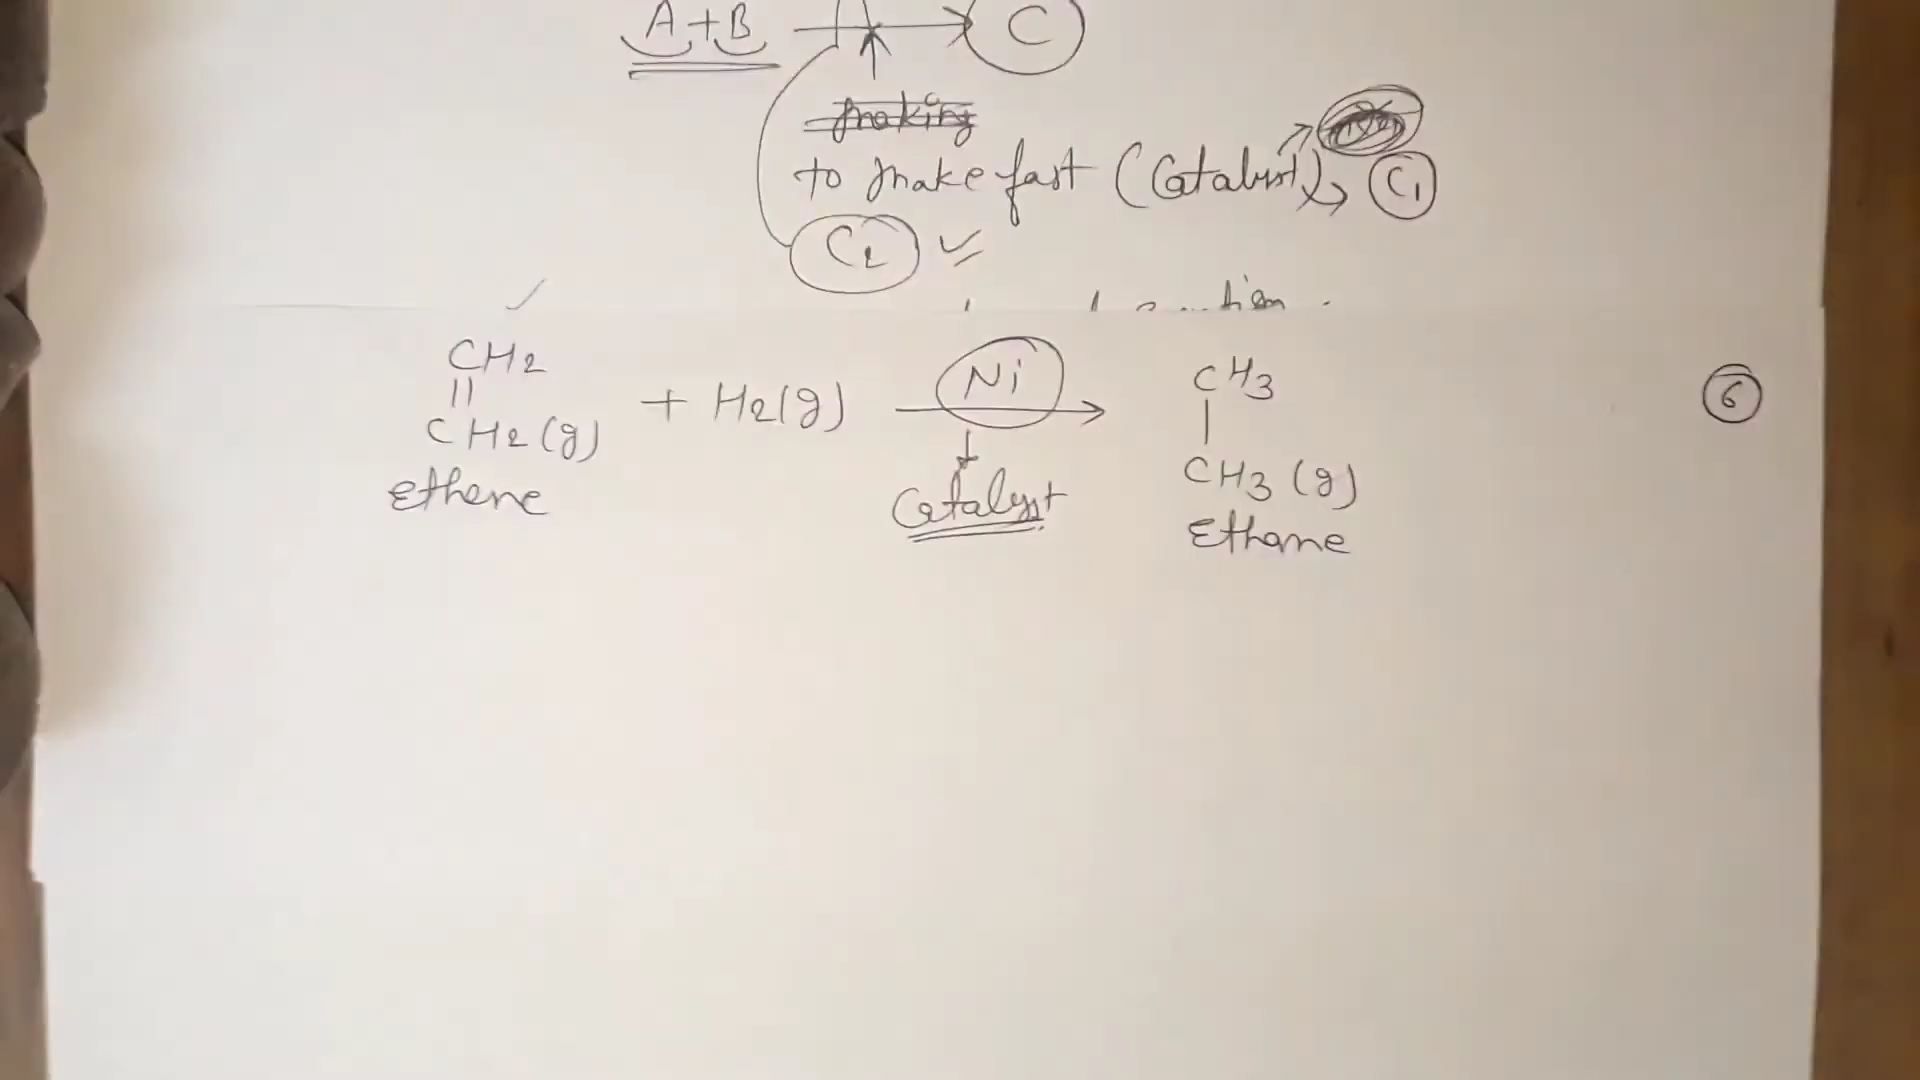 A+B → C
making
to make fast (Catalyst) → C1
C2
CH2
||
CH2(g) + H2(g) Ni → CH3
|
CH3 (g)
Ethene Catalyst Ethane
6